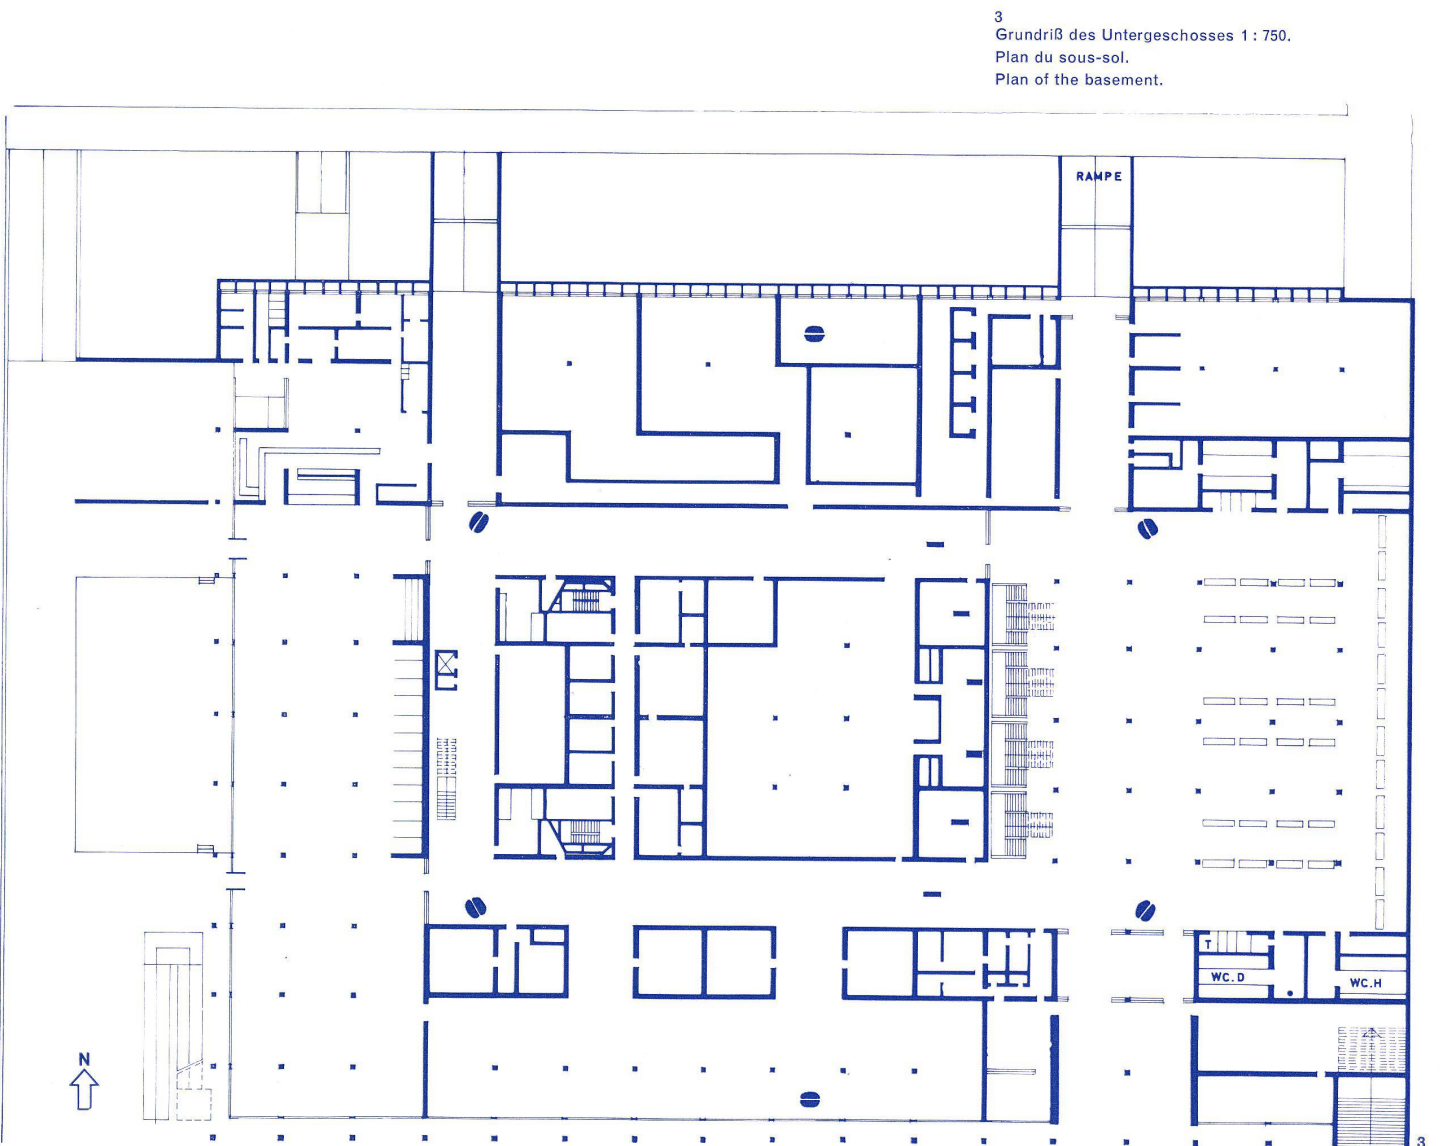 3
Grundriß des Untergeschosses 1 : 750.
Plan du sous-sol.
Plan of the basement.
RAMPE
T
WC.D
WC.H
N
3